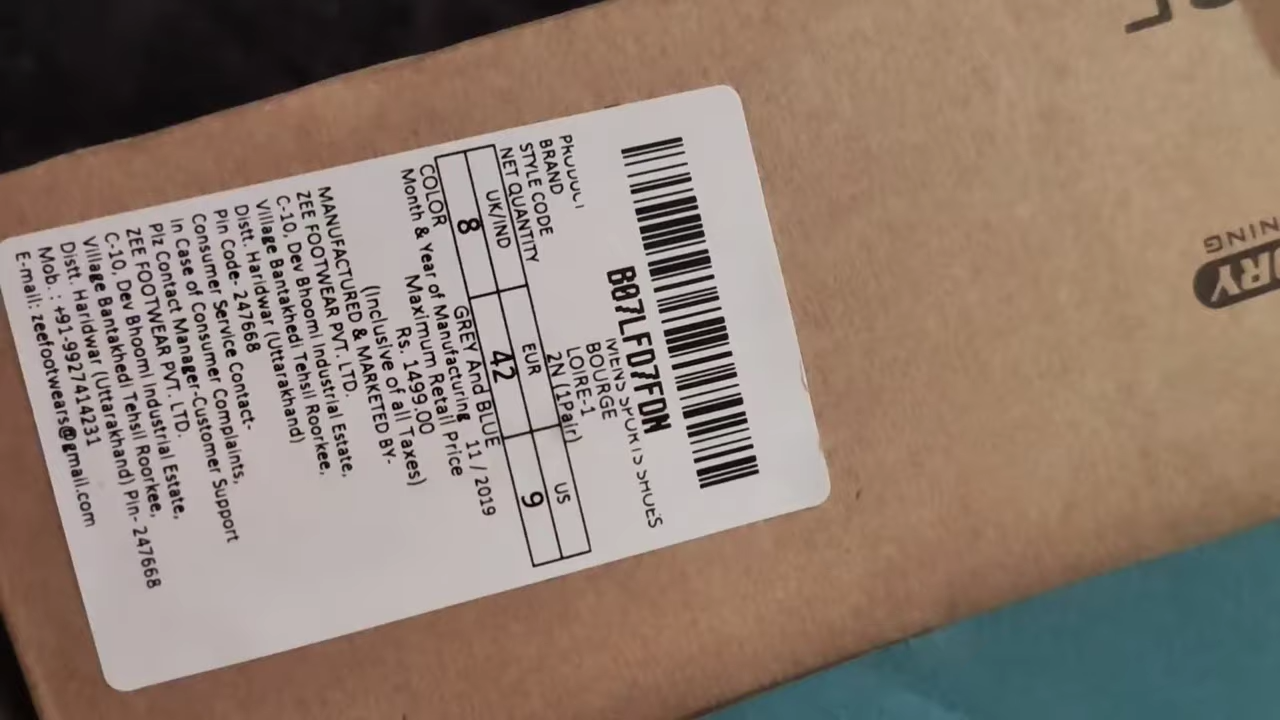 B07LFD7FDN
PRODUCT MENS SPORTS SHOES
BRAND BOURGE
STYLE CODE LOIRE-1
NET QUANTITY 2N (1Pair)
UK/IND EUR US
8 42 9
COLOR GREY And BLUE
Month & Year of Manufacturing 11 / 2019
Maximum Retail Price
Rs. 1499.00
(Inclusive of all Taxes)
MANUFACTURED & MARKETED BY-
ZEE FOOTWEAR PVT. LTD.
C-10, Dev Bhoomi Industrial Estate,
Village Bantakhedi Tehsil Roorkee,
Distt. Haridwar (Uttarakhand)
Pin Code- 247668
Consumer Service Contact-
In Case of Consumer Complaints,
Plz Contact Manager-Customer Support
ZEE FOOTWEAR PVT. LTD.
C-10, Dev Bhoomi Industrial Estate,
Village Bantakhedi Tehsil Roorkee,
Distt. Haridwar (Uttarakhand) Pin- 247668
Mob. : +91-9927414231
E-mail: zeefootwears@gmail.com
RY
NING